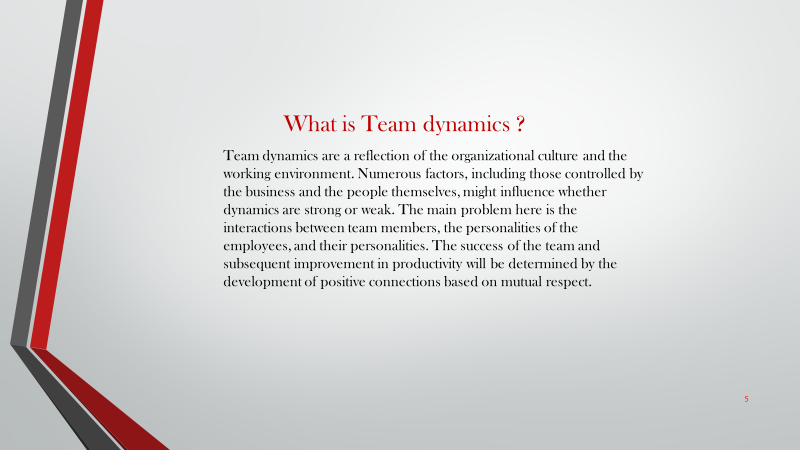 What is Team dynamics ?
Team dynamics are a reflection of the organizational culture and the
working environment. Numerous factors, including those controlled by
the business and the people themselves, might influence whether
dynamics are strong or weak. The main problem here is the
interactions between team members, the personalities of the
employees, and their personalities. The success of the team and
subsequent improvement in productivity will be determined by the
development of positive connections based on mutual respect.
5